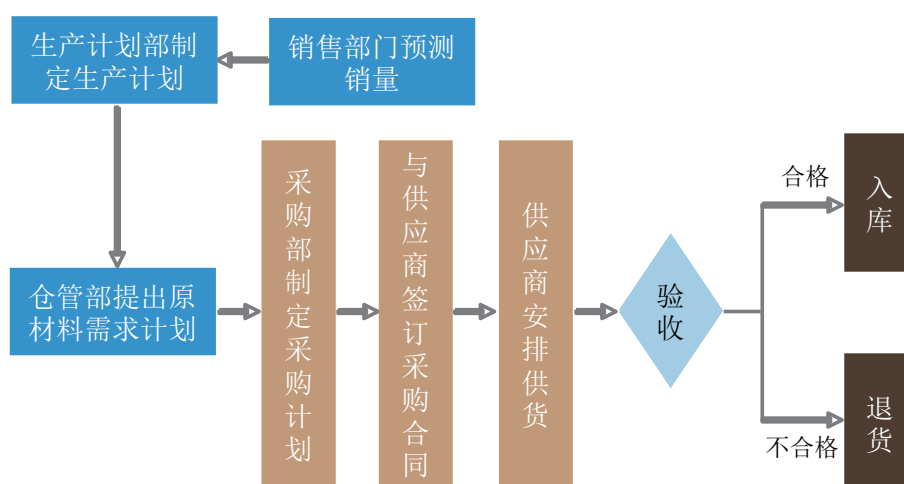 生产计划部制
定生产计划
销售部门预测
销量
仓管部提出原
材料需求计划
采购部制定采购计划
与供应商签订采购合同
供应商安排供货
验
收
合格
入库
不合格
退货